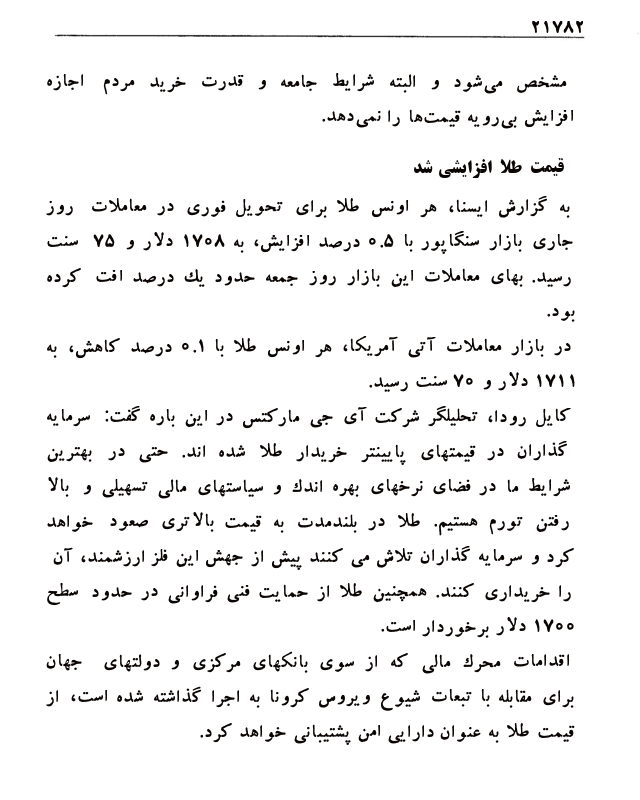 ۲۱۷۸۲
مشخص می‌شود و البته شرایط جامعه و قدرت خرید مردم اجازه
افزایش بی‌رویه قیمت‌ها را نمی‌دهد.
قیمت طلا افزایشی شد
به گزارش ایسنا، هر اونس طلا برای تحویل فوری در معاملات روز
جاری بازار سنگاپور با ۰.۵ درصد افزایش، به ۱۷۰۸ دلار و ۷۵ سنت
رسید. بهای معاملات این بازار روز جمعه حدود یك درصد افت کرده
بود.
در بازار معاملات آتی آمریکا، هر اونس طلا با ۰.۱ درصد کاهش، به
۱۷۱۱ دلار و ۷۰ سنت رسید.
کایل رودا، تحلیلگر شرکت آی جی مارکتس در این باره گفت: سرمایه
گذاران در قیمتهای پایینتر خریدار طلا شده اند. حتی در بهترین
شرایط ما در فضای نرخهای بهره اندك و سیاستهای مالی تسهیلی و بالا
رفتن تورم هستیم. طلا در بلندمدت به قیمت بالاتری صعود خواهد
کرد و سرمایه گذاران تلاش می کنند پیش از جهش این فلز ارزشمند، آن
را خریداری کنند. همچنین طلا از حمایت فنی فراوانی در حدود سطح
۱۷۰۰ دلار برخوردار است.
اقدامات محرك مالی که از سوی بانکهای مرکزی و دولتهای جهان
برای مقابله با تبعات شیوع ویروس کرونا به اجرا گذاشته شده است، از
قیمت طلا به عنوان دارایی امن پشتیبانی خواهد کرد.